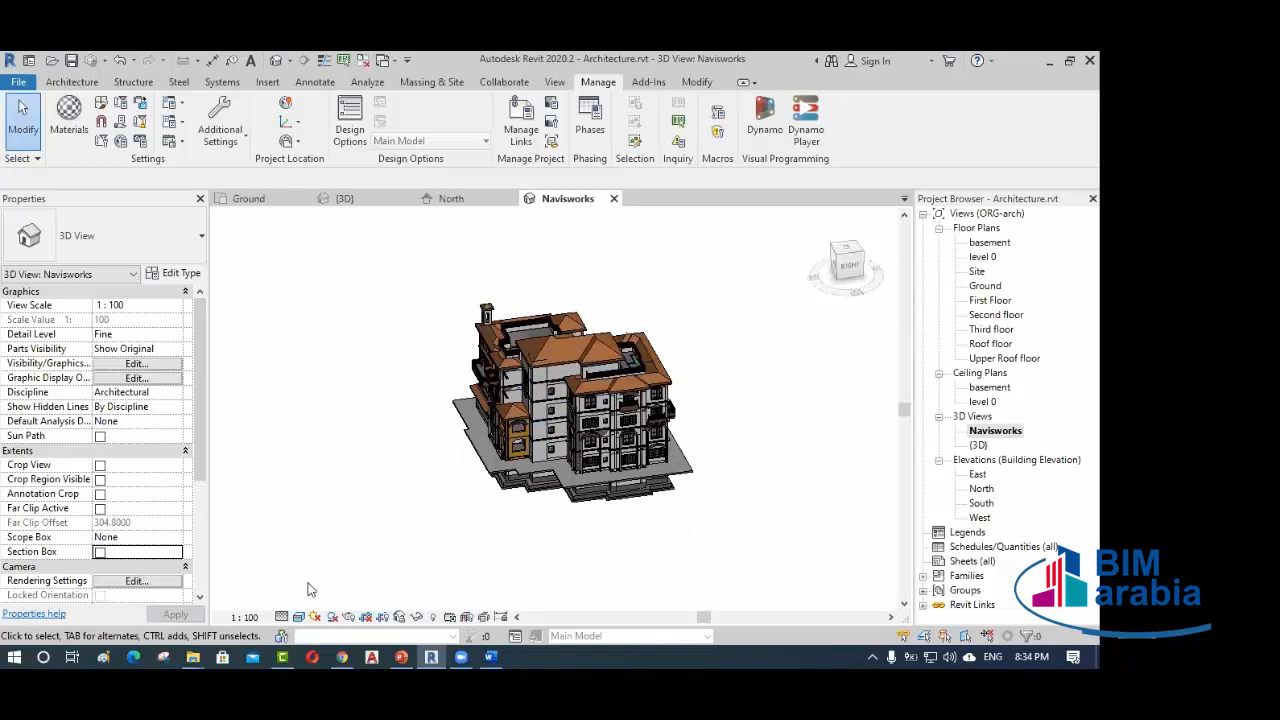 Autodesk Revit 2020.2 - Architecture.rvt - 3D View: Navisworks
Sign In
File Architecture Structure Steel Systems Insert Annotate Analyze Massing & Site Collaborate View Manage Add-Ins Modify
Modify
Materials
Additional Settings
Design Options
Main Model
Manage Links
Phases
Dynamo
Dynamo Player
Select
Settings
Project Location
Design Options
Manage Project
Phasing
Selection
Inquiry
Macros
Visual Programming
Properties
Ground
{3D}
North
Navisworks
Project Browser - Architecture.rvt
3D View
3D View: Navisworks
Edit Type
Graphics
View Scale 1 : 100
Scale Value 1: 100
Detail Level Fine
Parts Visibility Show Original
Visibility/Graphics... Edit...
Graphic Display O... Edit...
Discipline Architectural
Show Hidden Lines By Discipline
Default Analysis D... None
Sun Path
Extents
Crop View
Crop Region Visible
Annotation Crop
Far Clip Active
Far Clip Offset 304.8000
Scope Box None
Section Box
Camera
Rendering Settings Edit...
Locked Orientation
Properties help
Apply
RIGHT
Views (ORG-arch)
Floor Plans
basement
level 0
Site
Ground
First Floor
Second floor
Third floor
Roof floor
Upper Roof floor
Ceiling Plans
basement
level 0
3D Views
Navisworks
{3D}
Elevations (Building Elevation)
East
North
South
West
Legends
Schedules/Quantities (all)
Sheets (all)
Families
Groups
Revit Links
BIM
arabia
1 : 100
Click to select, TAB for alternates, CTRL adds, SHIFT unselects.
:0
Main Model
:0
ENG
8:34 PM